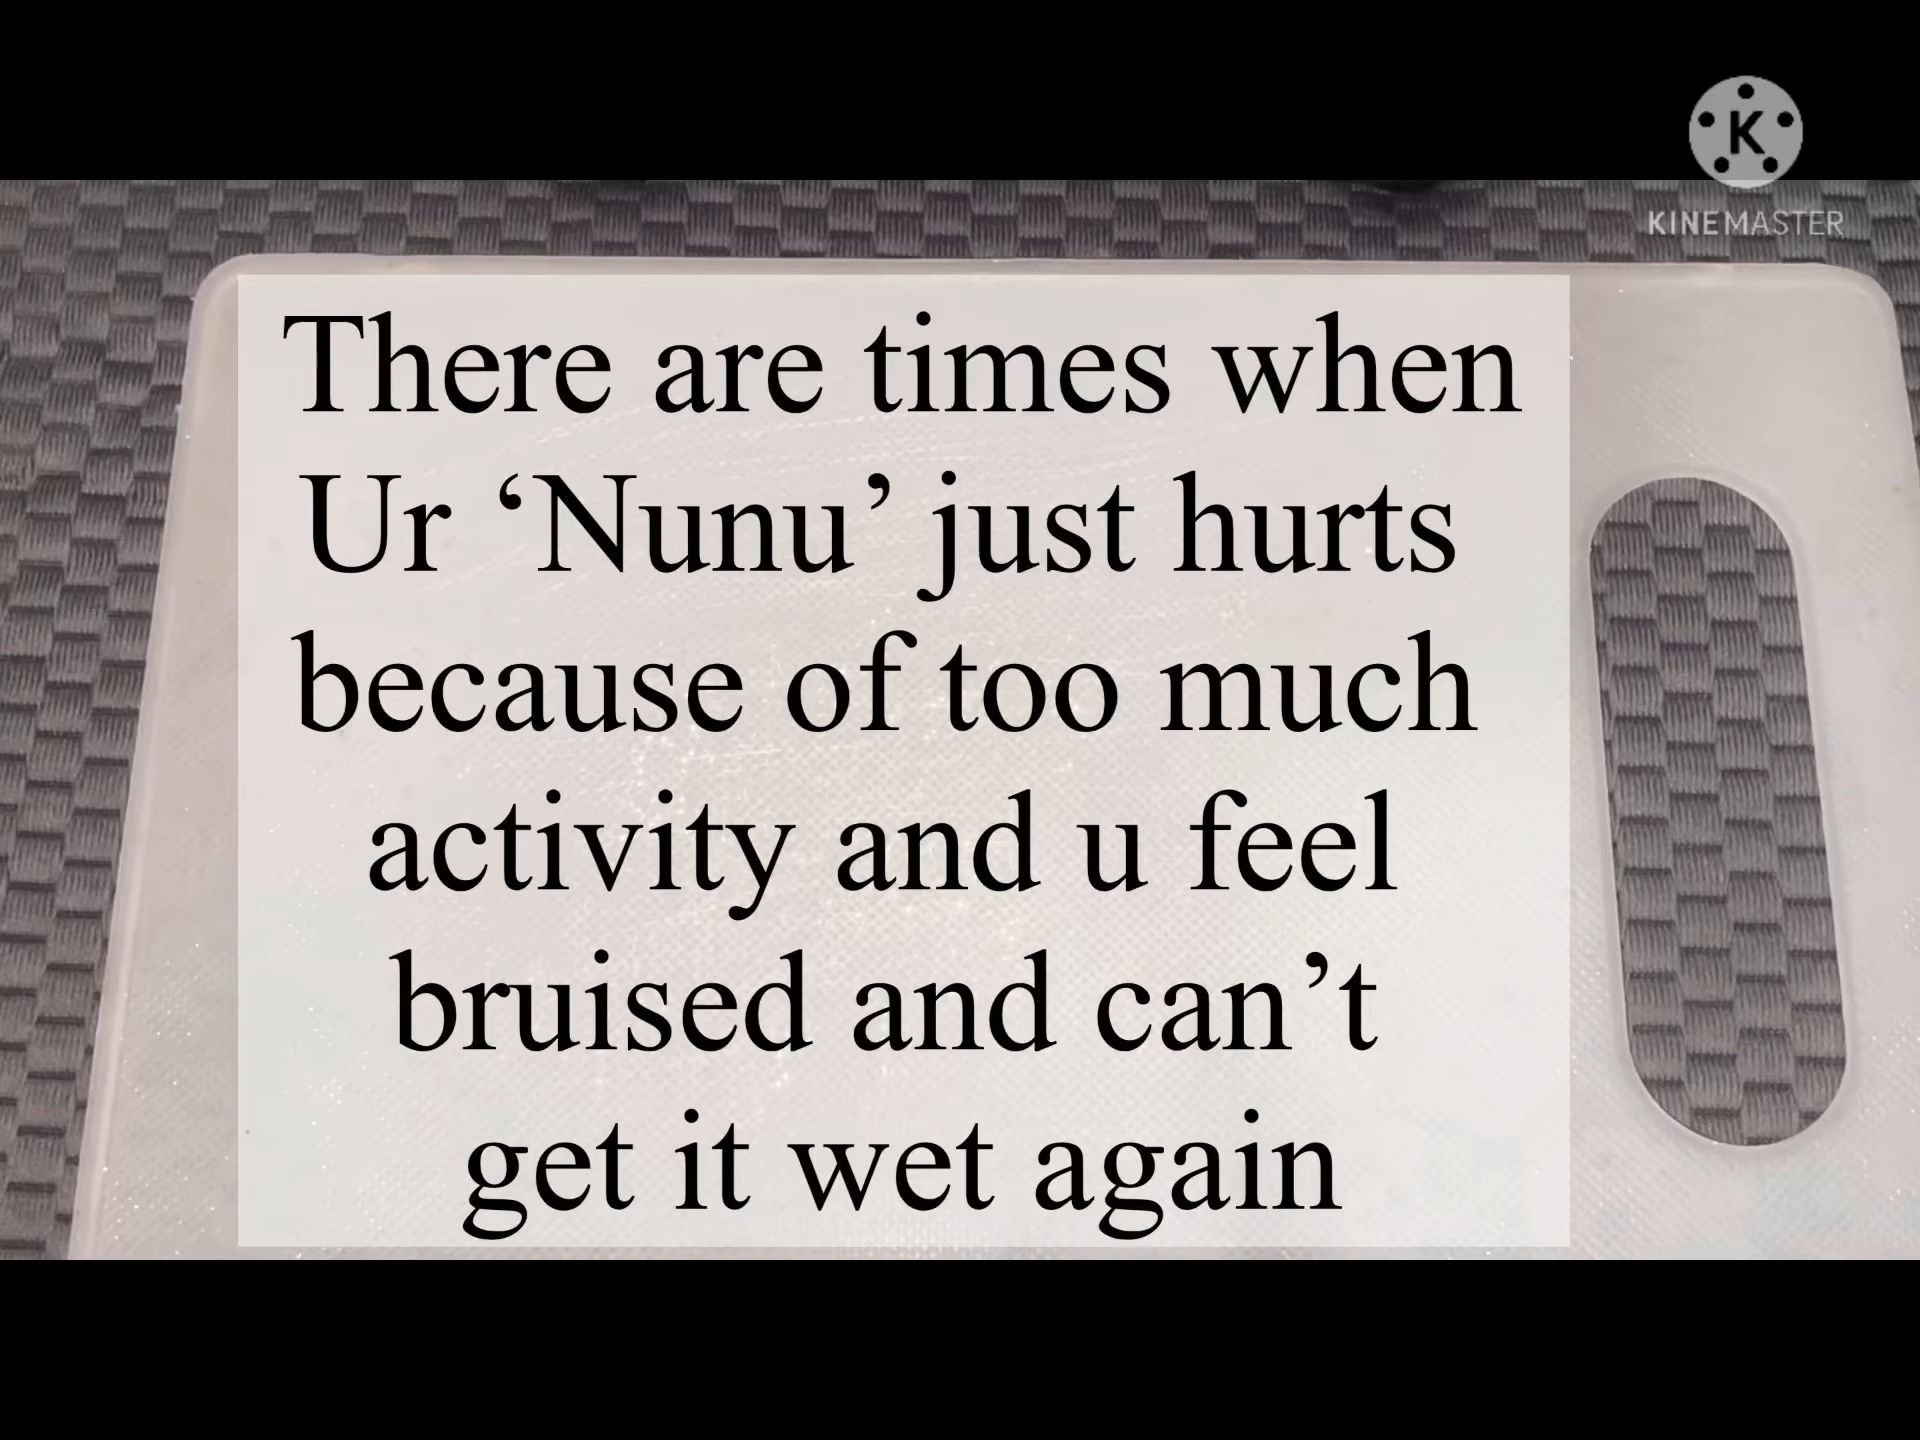 K
KINEMASTER
There are times when
Ur ‘Nunu’ just hurts
because of too much
activity and u feel
bruised and can’t
get it wet again